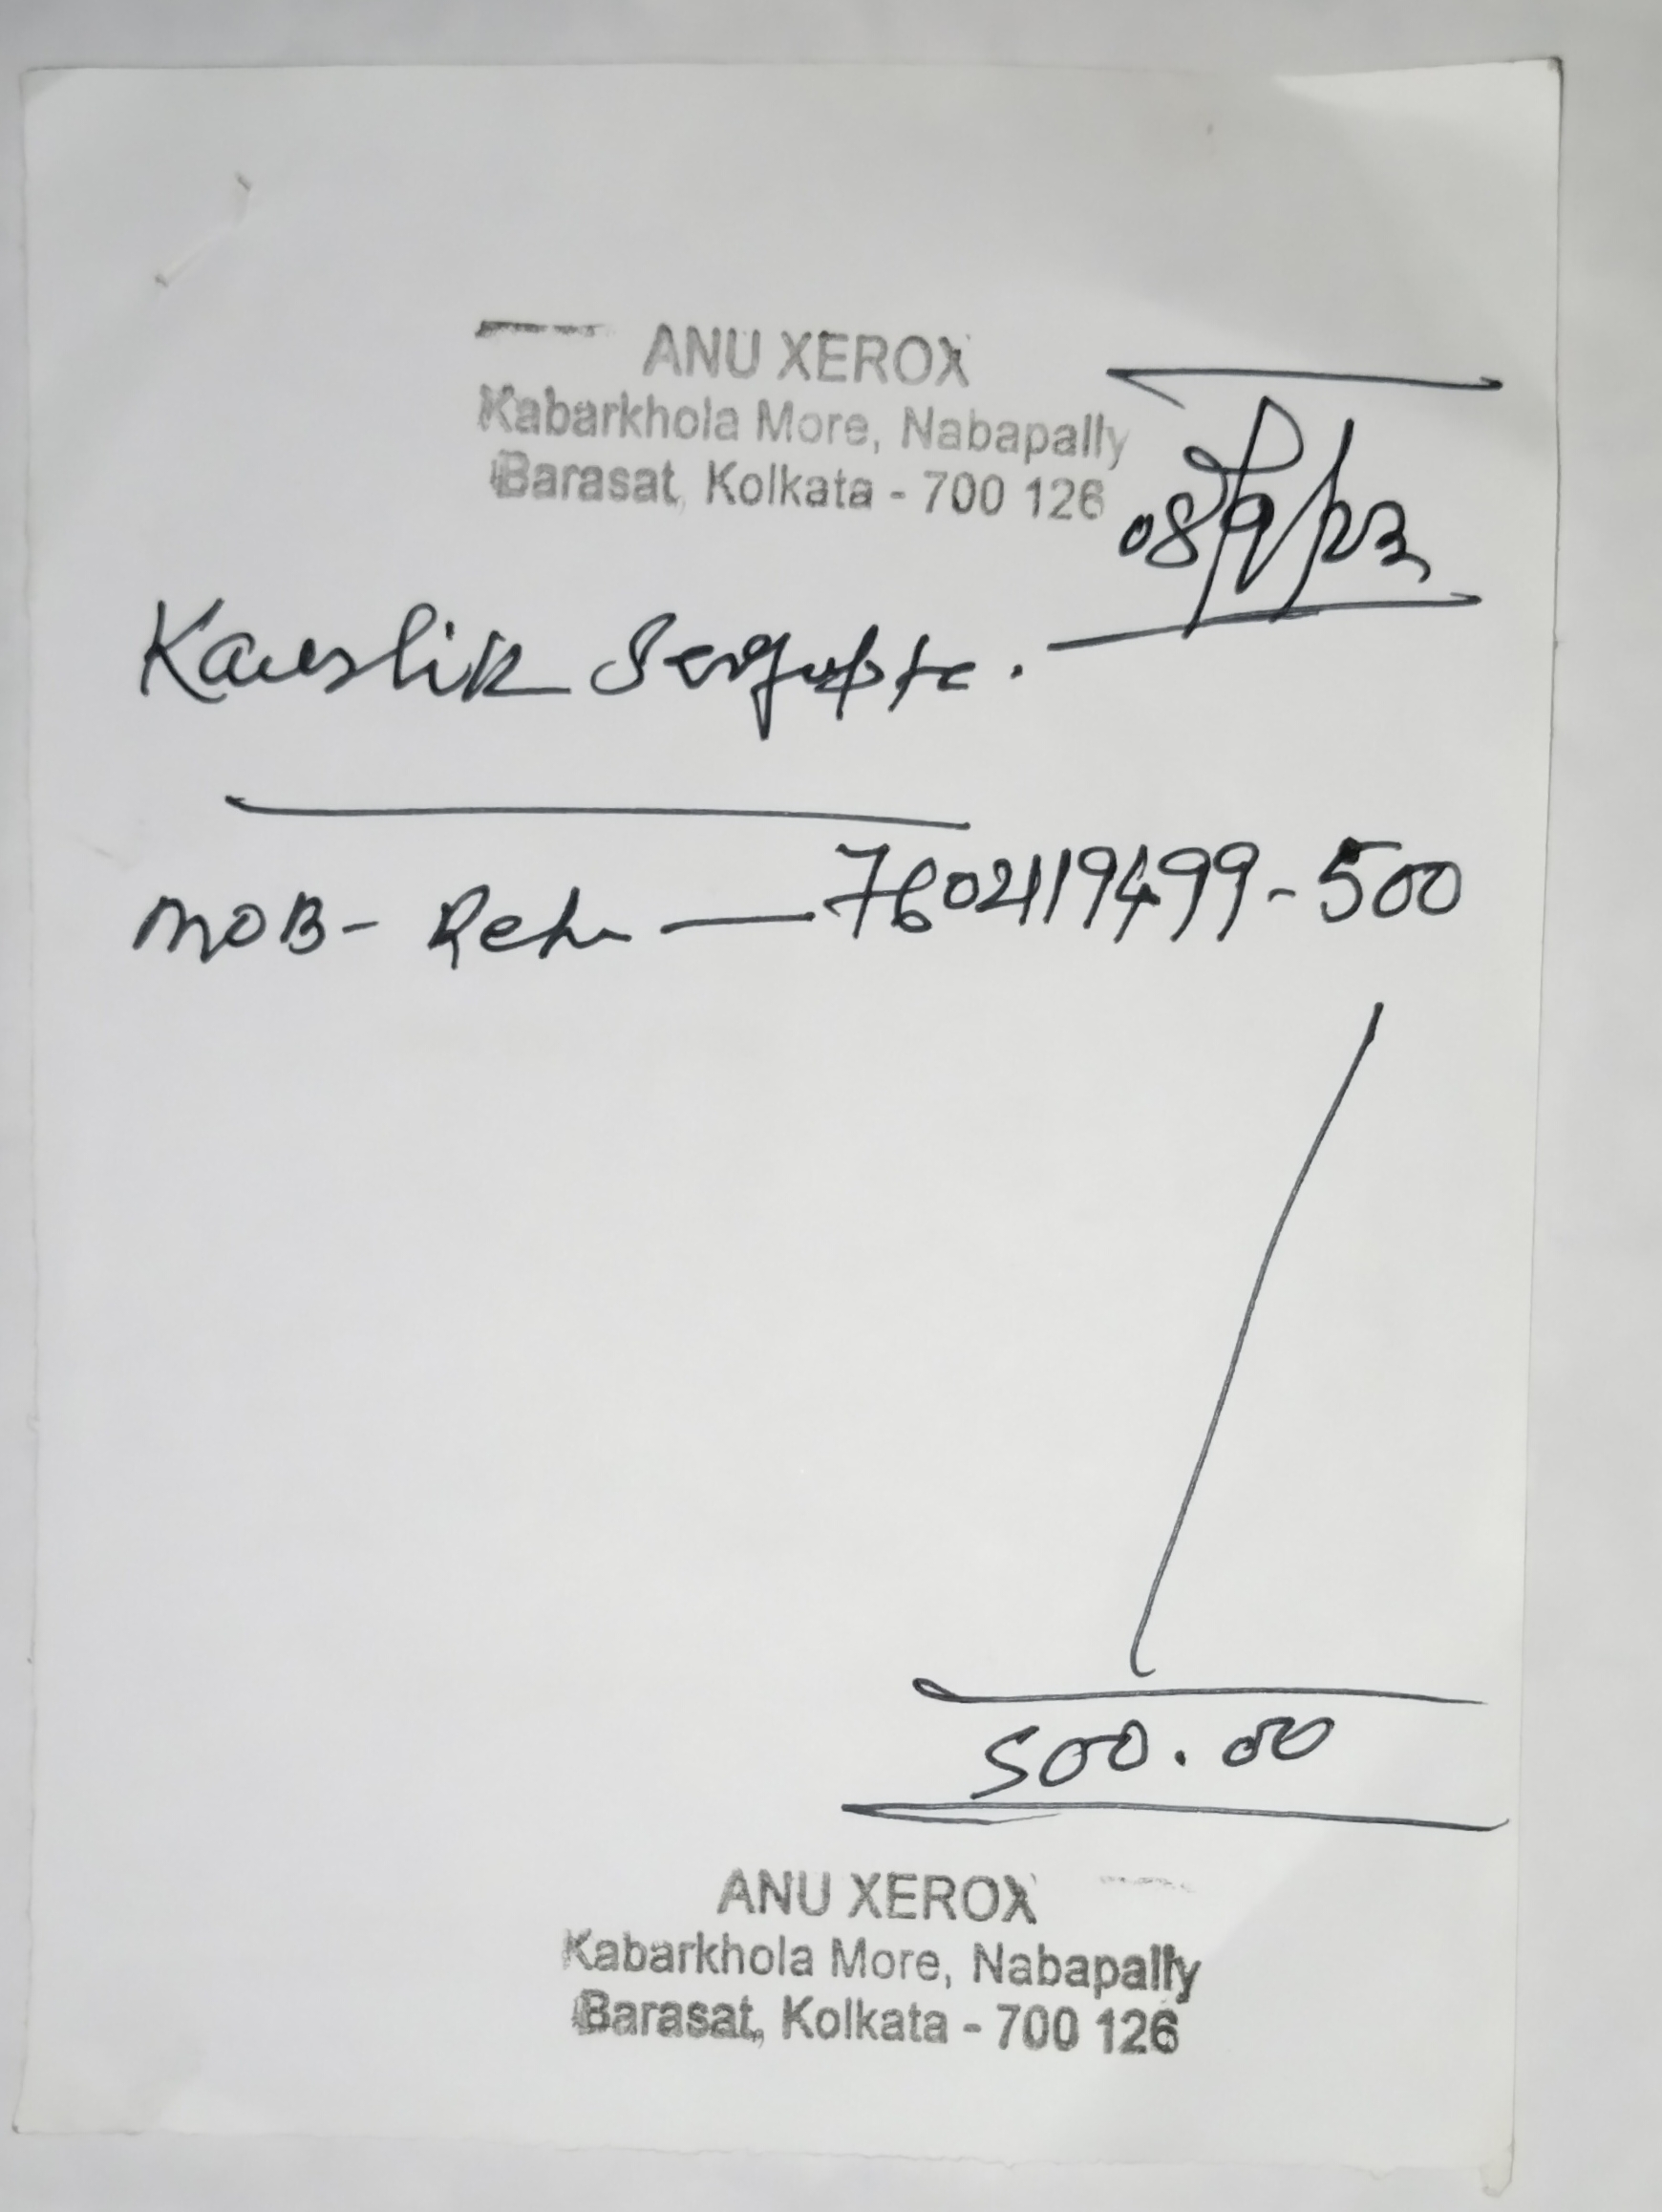 ANU XEROX
Kabarkhola More, Nabapally
Barasat, Kolkata - 700 126
08/9/23
Kaushik Sengupta.
MOB- Rech — 7602119499-500
500.00
ANU XEROX
Kabarkhola More, Nabapally
Barasat, Kolkata - 700 126